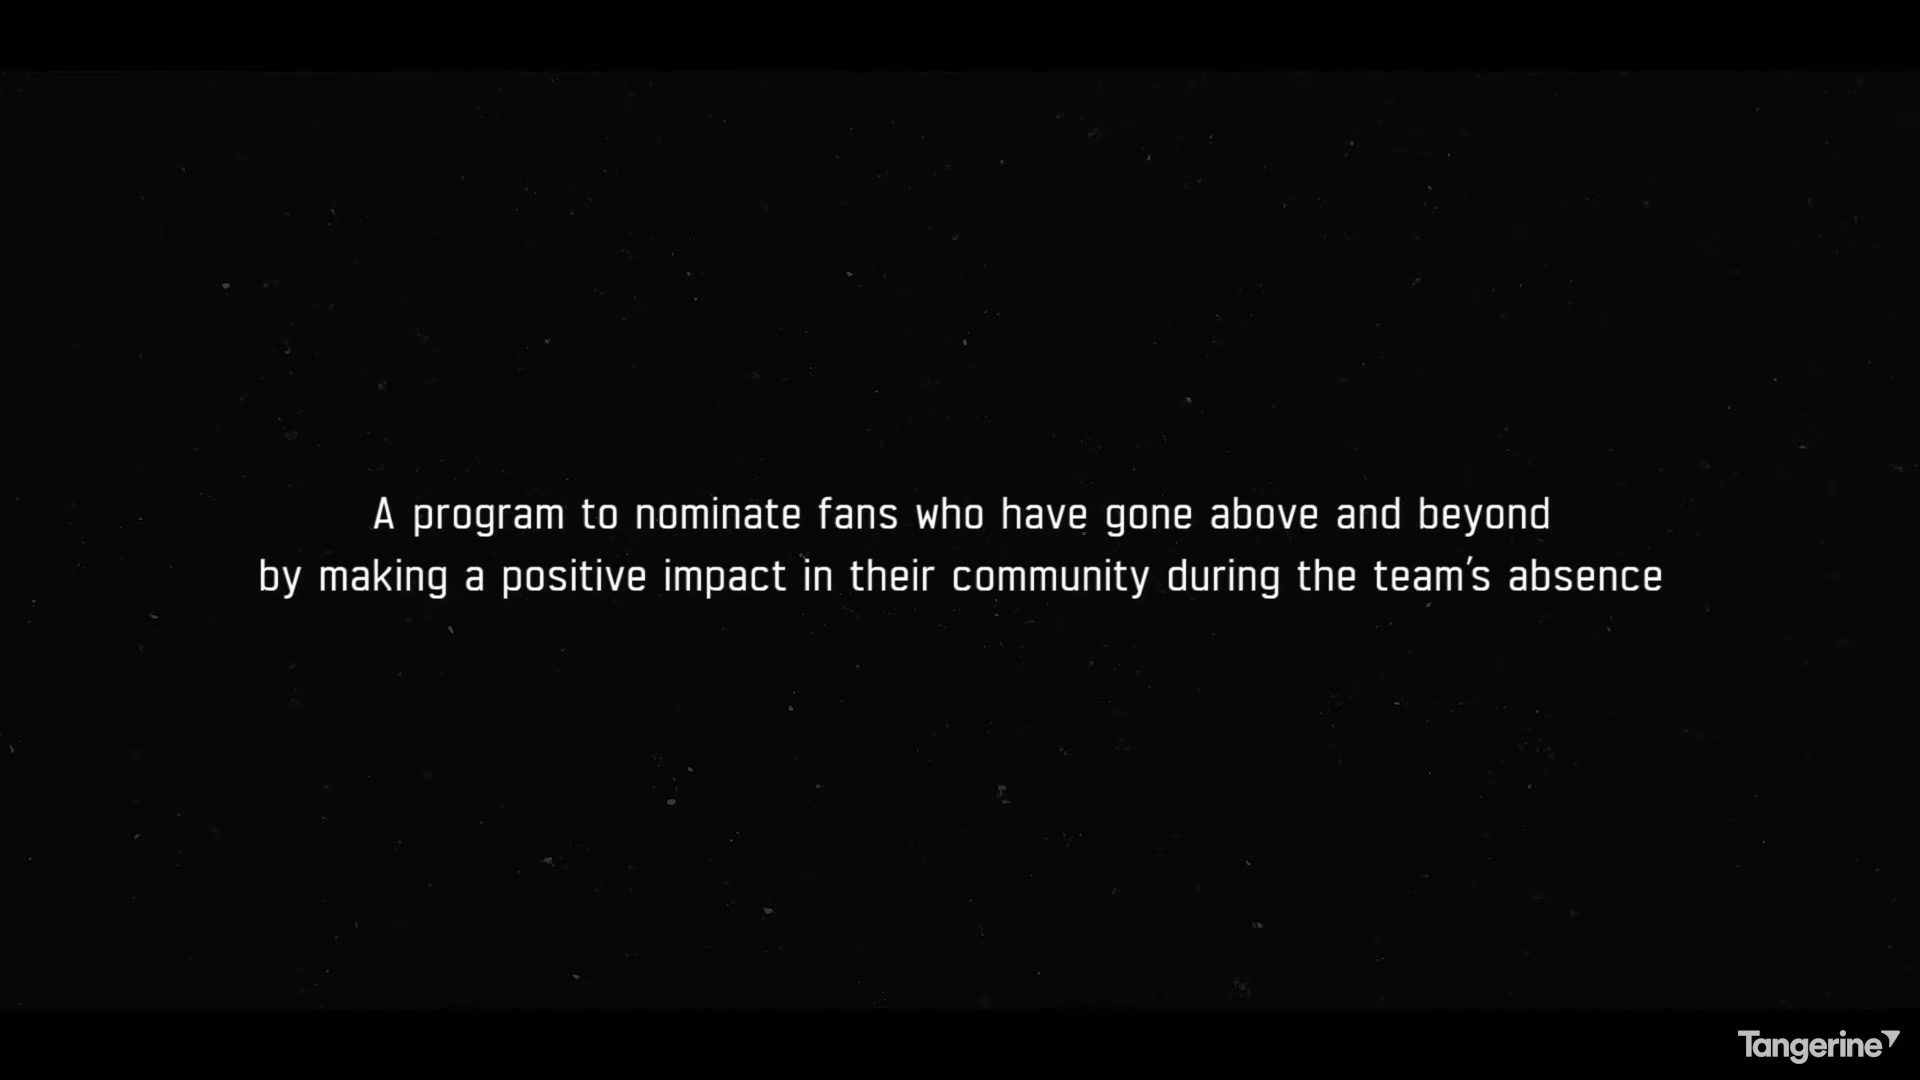 A program to nominate fans who have gone above and beyond
by making a positive impact in their community during the team's absence
Tangerine